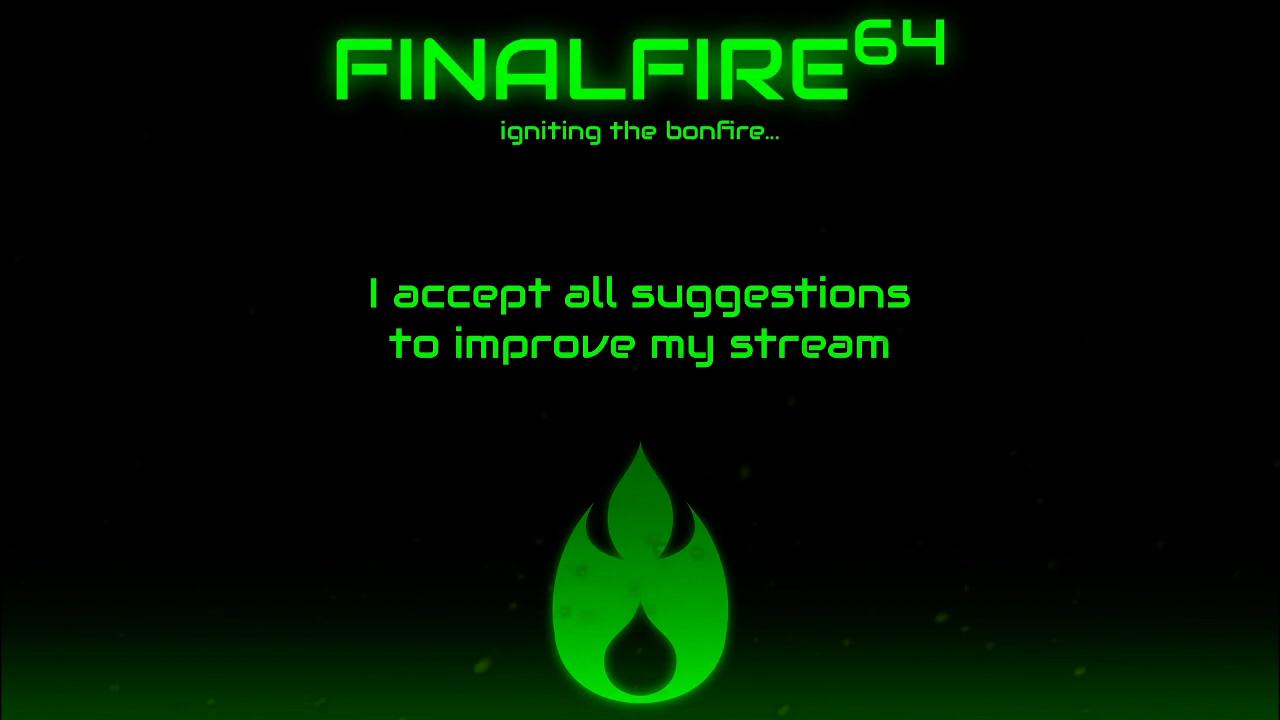 FINALFIRE⁶⁴
igniting the bonfire...
I accept all suggestions
to improve my stream